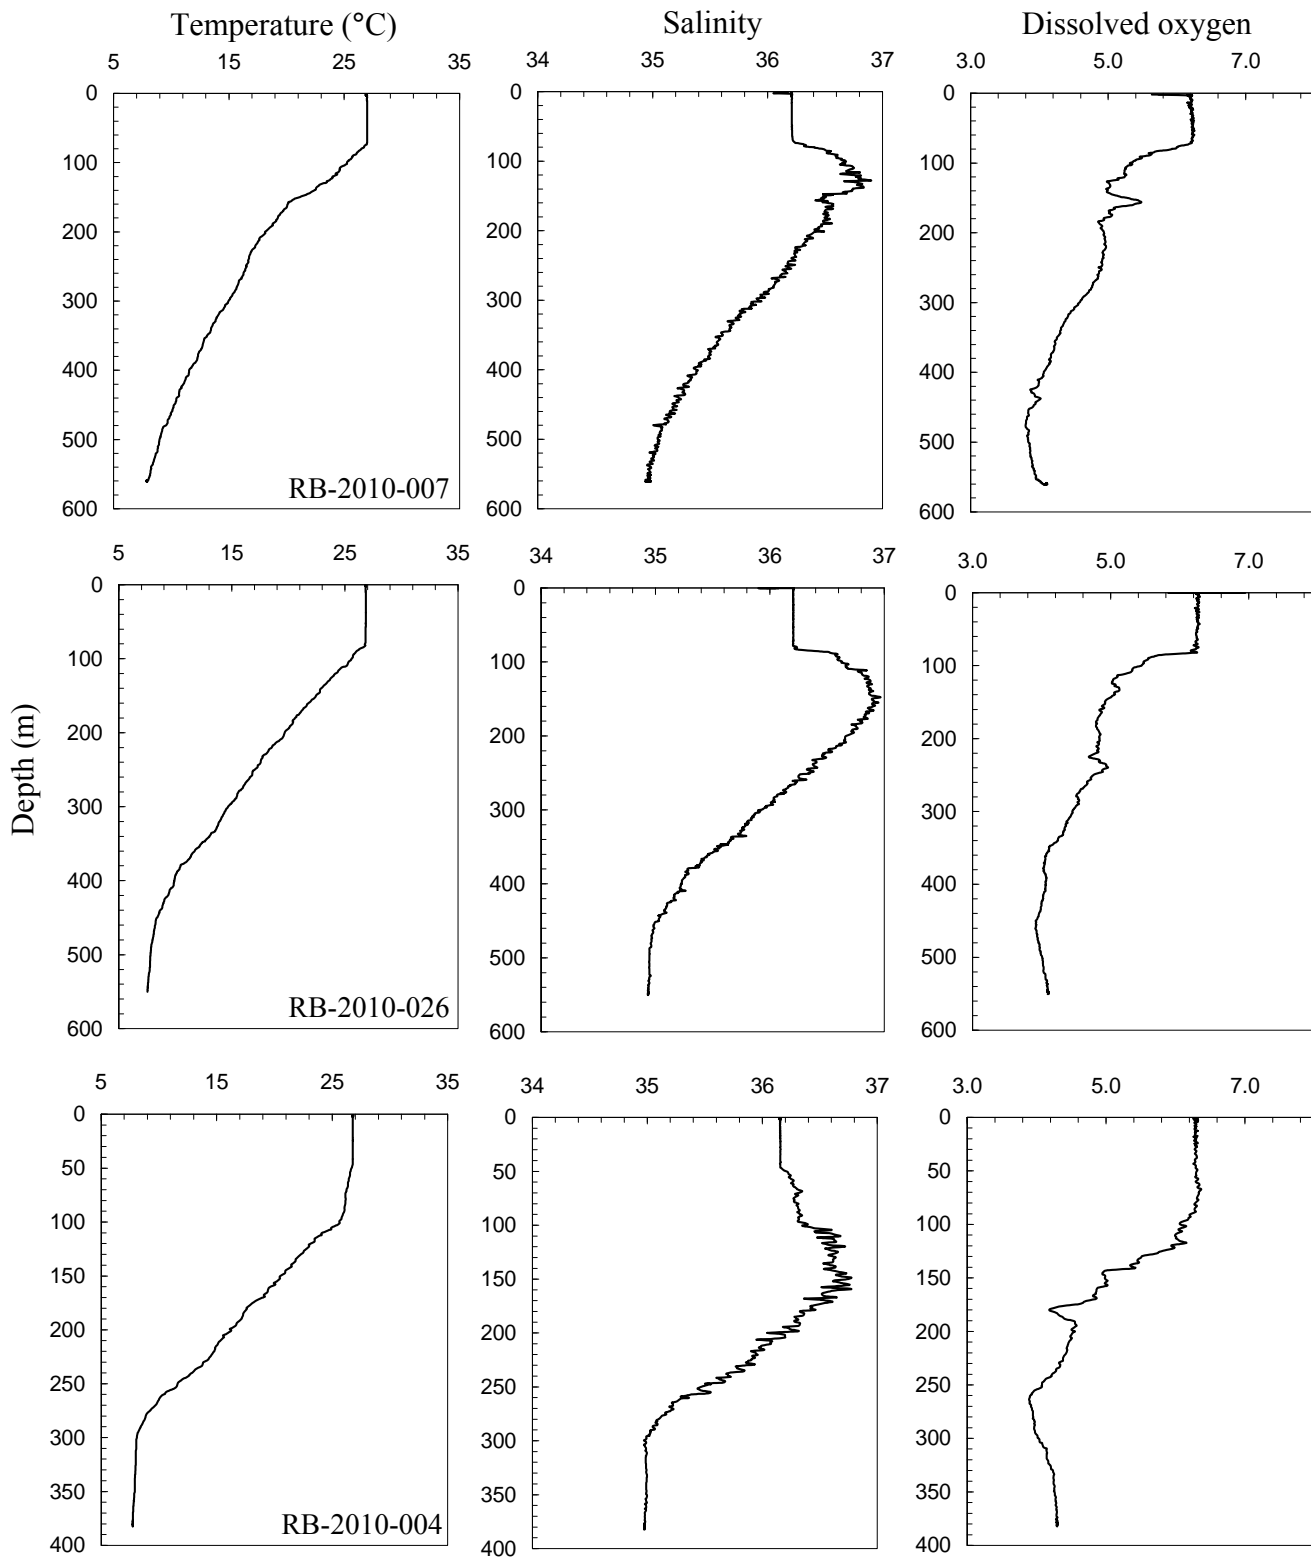 Temperature (°C) Salinity Dissolved oxygen
5 15 25 35 34 35 36 37 3.0 5.0 7.0
0 0 0
100 100 100
200 200 200
300 300 300
400 400 400
500 500 500
RB-2010-007
600 600 600
5 15 25 35 34 35 36 37 3.0 5.0 7.0
0 0 0
100 100 100
200 200 200
Depth (m)
300 300 300
400 400 400
500 500 500
RB-2010-026
600 600 600
5 15 25 35 34 35 36 37 3.0 5.0 7.0
0 0 0
50 50 50
100 100 100
150 150 150
200 200 200
250 250 250
300 300 300
350 350 350
RB-2010-004
400 400 400